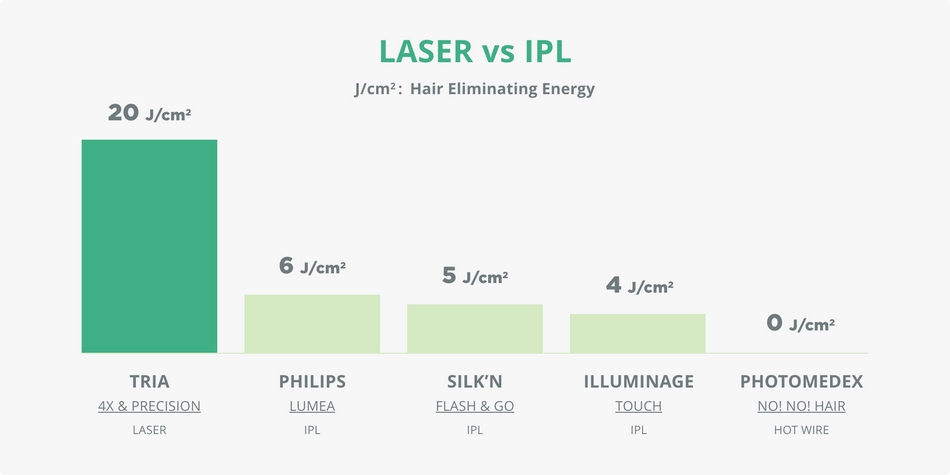 LASER vs IPL
J/cm²: Hair Eliminating Energy
20 J/cm²
6 J/cm²
5 J/cm²
4 J/cm²
0 J/cm²
TRIA
4X & PRECISION
LASER
PHILIPS
LUMEA
IPL
SILK’N
FLASH & GO
IPL
ILLUMINAGE
TOUCH
IPL
PHOTOMEDEX
NO! NO! HAIR
HOT WIRE